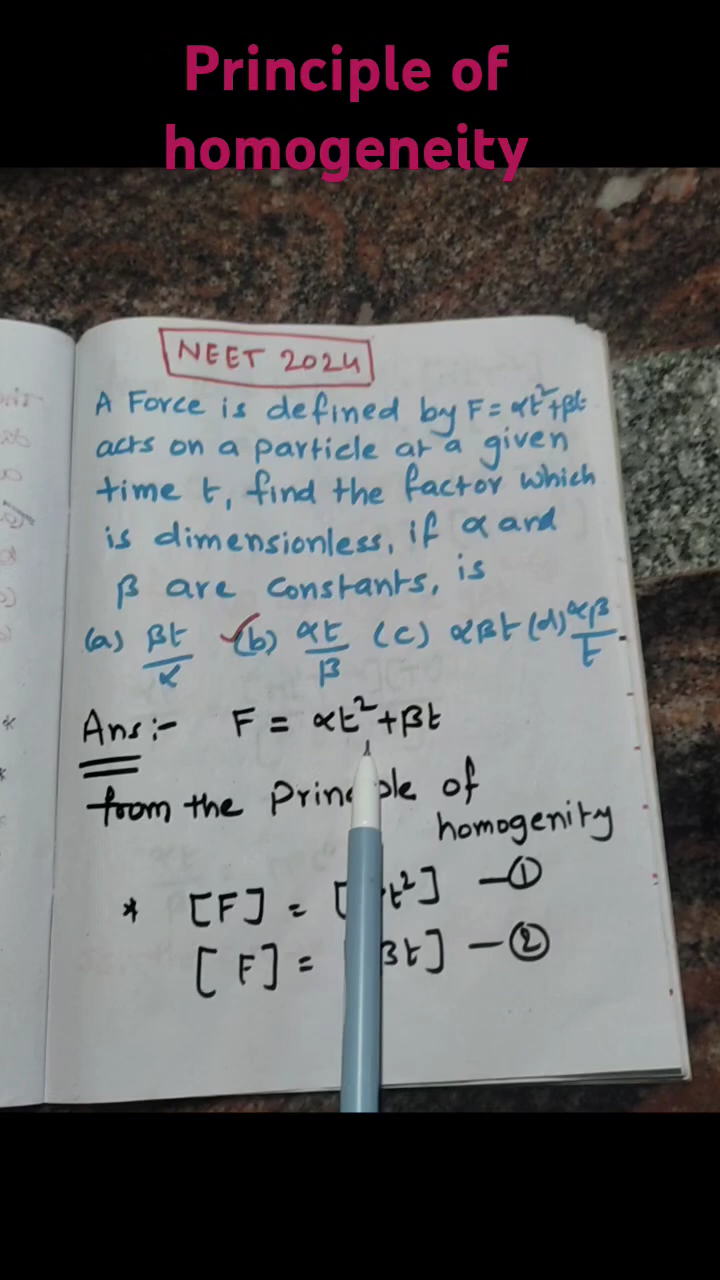 Principle of
homogeneity
NEET 2024
A Force is defined by F = αt²+βt
acts on a particle at a given
time t, find the factor which
is dimensionless, if α and
β are constants, is
(a) βt/α (b) αt/β (c) αβt (d) αβ/t
Ans:- F = αt²+βt
from the Principle of
homogenity
* [F] = [ t²] —①
[F] = βt] —②